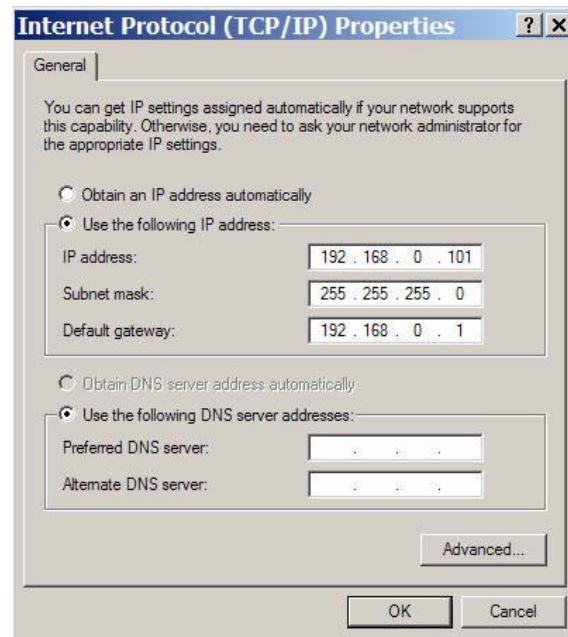 Internet Protocol (TCP/IP) Properties ? X
General
You can get IP settings assigned automatically if your network supports
this capability. Otherwise, you need to ask your network administrator for
the appropriate IP settings.
Obtain an IP address automatically
Use the following IP address:
IP address: 192 . 168 . 0 . 101
Subnet mask: 255 . 255 . 255 . 0
Default gateway: 192 . 168 . 0 . 1
Obtain DNS server address automatically
Use the following DNS server addresses:
Preferred DNS server: . . .
Alternate DNS server: . . .
Advanced...
OK Cancel